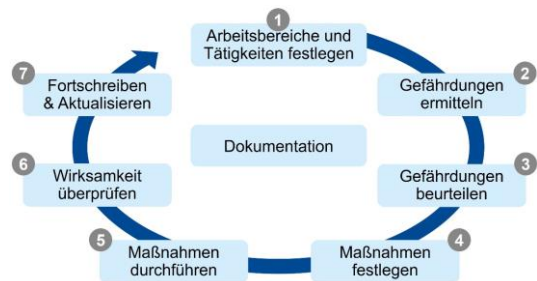 1
Arbeitsbereiche und
Tätigkeiten festlegen
2
Gefährdungen
ermitteln
3
Gefährdungen
beurteilen
4
Maßnahmen
festlegen
5
Maßnahmen
durchführen
6
Wirksamkeit
überprüfen
7
Fortschreiben
& Aktualisieren
Dokumentation